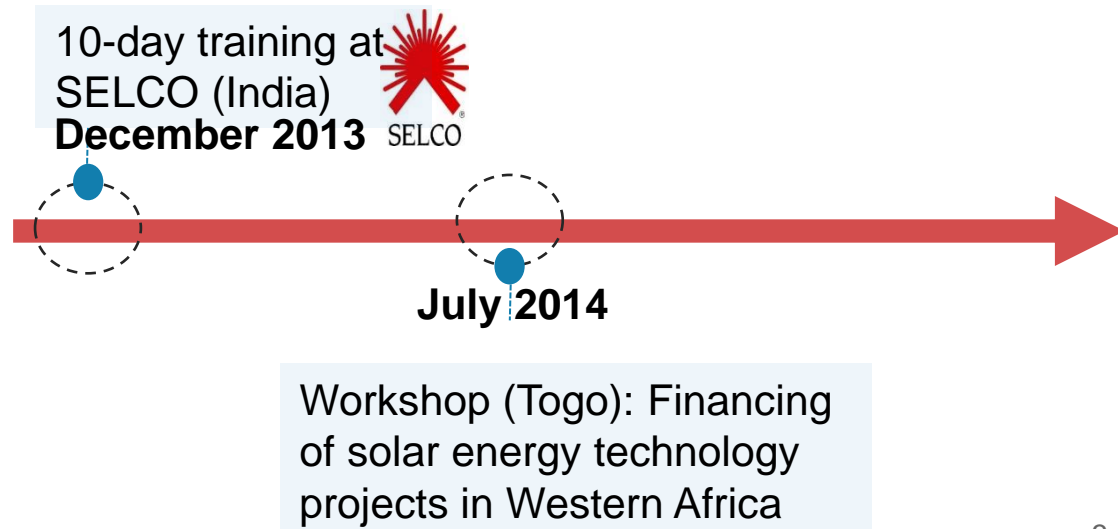 10-day training at
SELCO (India)
December 2013
SELCO
July 2014
Workshop (Togo): Financing
of solar energy technology
projects in Western Africa